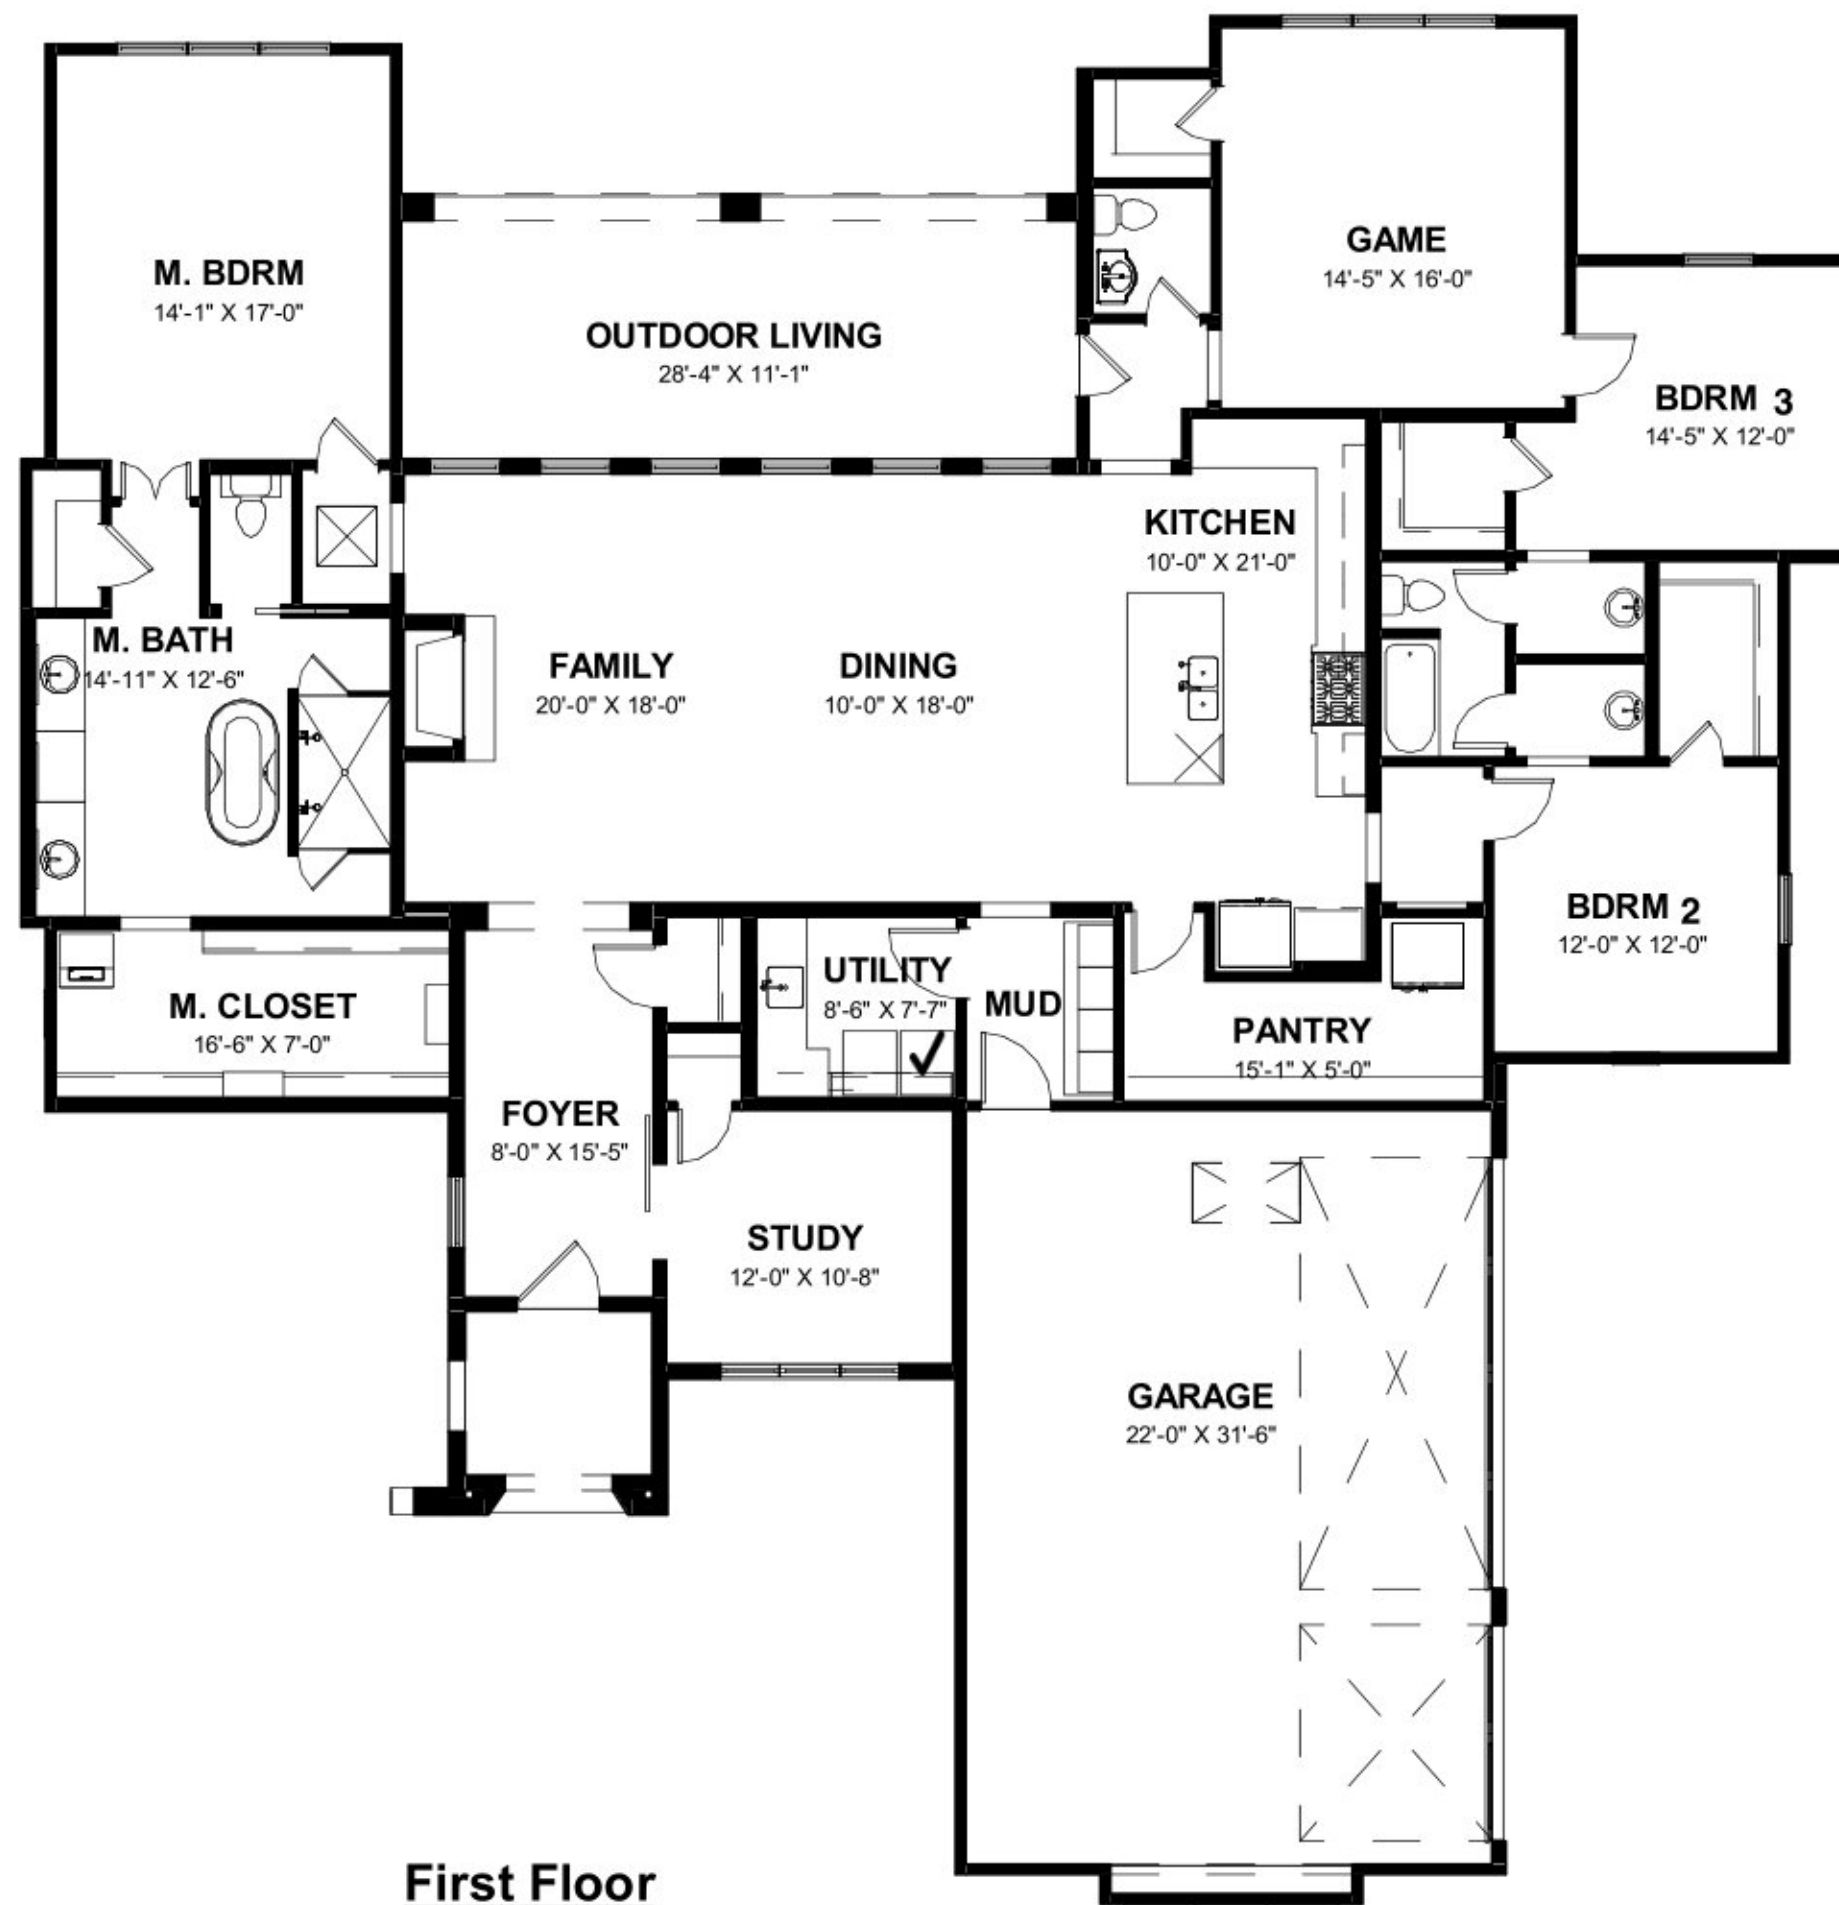 M. BDRM
14'-1" X 17'-0"
OUTDOOR LIVING
28'-4" X 11'-1"
GAME
14'-5" X 16'-0"
BDRM 3
14'-5" X 12'-0"
KITCHEN
10'-0" X 21'-0"
M. BATH
14'-11" X 12'-6"
FAMILY
20'-0" X 18'-0"
DINING
10'-0" X 18'-0"
BDRM 2
12'-0" X 12'-0"
M. CLOSET
16'-6" X 7'-0"
UTILITY
8'-6" X 7'-7"
MUD
PANTRY
15'-1" X 5'-0"
FOYER
8'-0" X 15'-5"
STUDY
12'-0" X 10'-8"
GARAGE
22'-0" X 31'-6"
First Floor